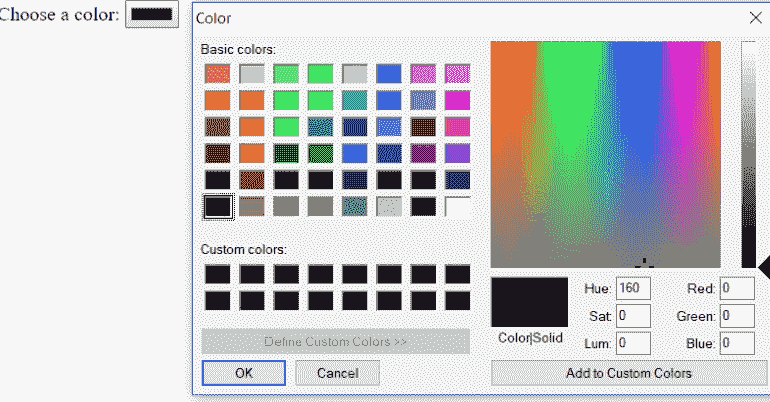 Choose a color:
Color
Basic colors:
Custom colors:
Define Custom Colors >>
OK
Cancel
Color|Solid
Hue: 160
Sat: 0
Lum: 0
Red: 0
Green: 0
Blue: 0
Add to Custom Colors